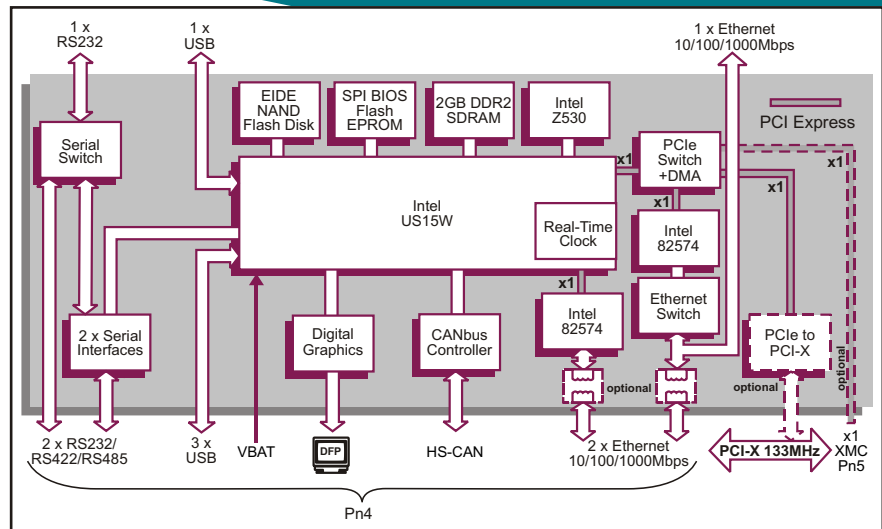 1 x
RS232
1 x
USB
1 x Ethernet
10/100/1000Mbps
EIDE
NAND
Flash Disk
SPI BIOS
Flash
EPROM
2GB DDR2
SDRAM
Intel
Z530
PCI Express
Serial
Switch
x1
PCIe
Switch
+DMA
x1
x1
x1
Intel
US15W
Real-Time
Clock
Intel
82574
x1
2 x Serial
Interfaces
Digital
Graphics
CANbus
Controller
Intel
82574
Ethernet
Switch
PCIe to
PCI-X
optional
optional
optional
2 x RS232/
RS422/RS485
3 x
USB
VBAT
DFP
HS-CAN
2 x Ethernet
10/100/1000Mbps
PCI-X 133MHz
x1
XMC
Pn5
Pn4